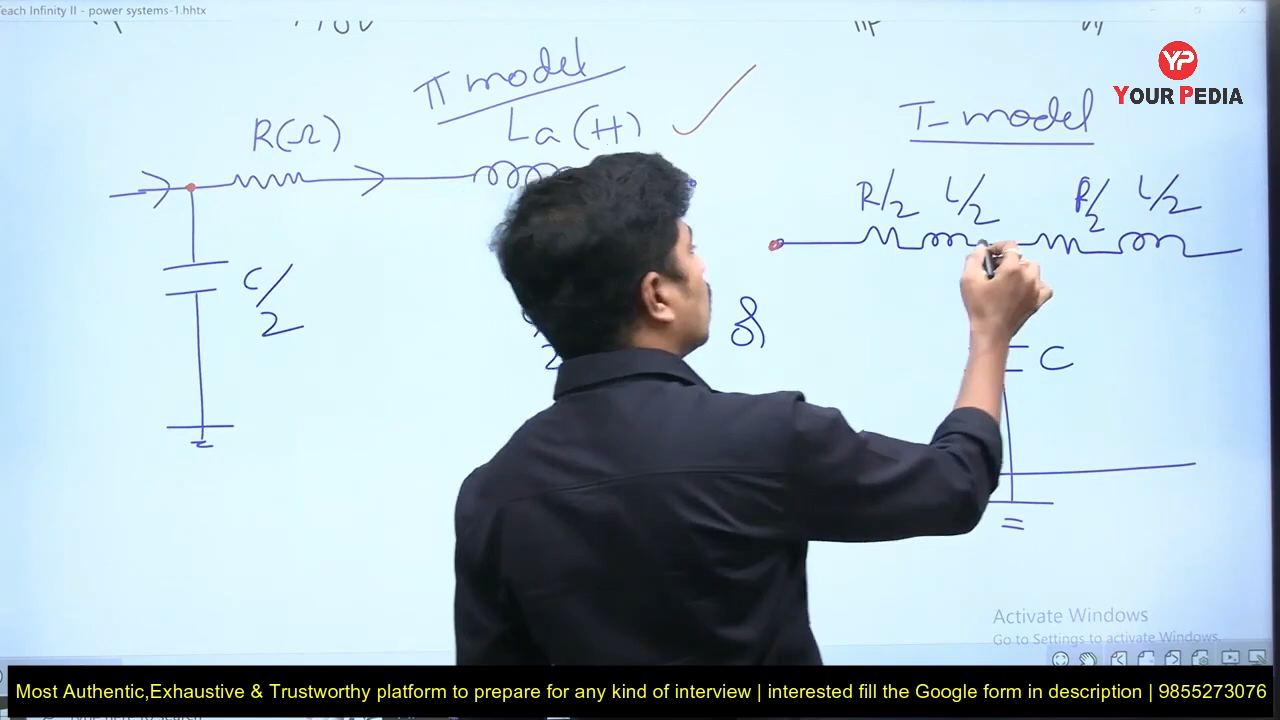 Teach Infinity II - power systems-1.hhtx
YP
YOUR PEDIA
π model
R(Ω)
La (H)
C/2
T-model
R/2 L/2 R/2 L/2
C
Activate Windows
Go to Settings to activate Windows.
Most Authentic,Exhaustive & Trustworthy platform to prepare for any kind of interview | interested fill the Google form in description | 9855273076